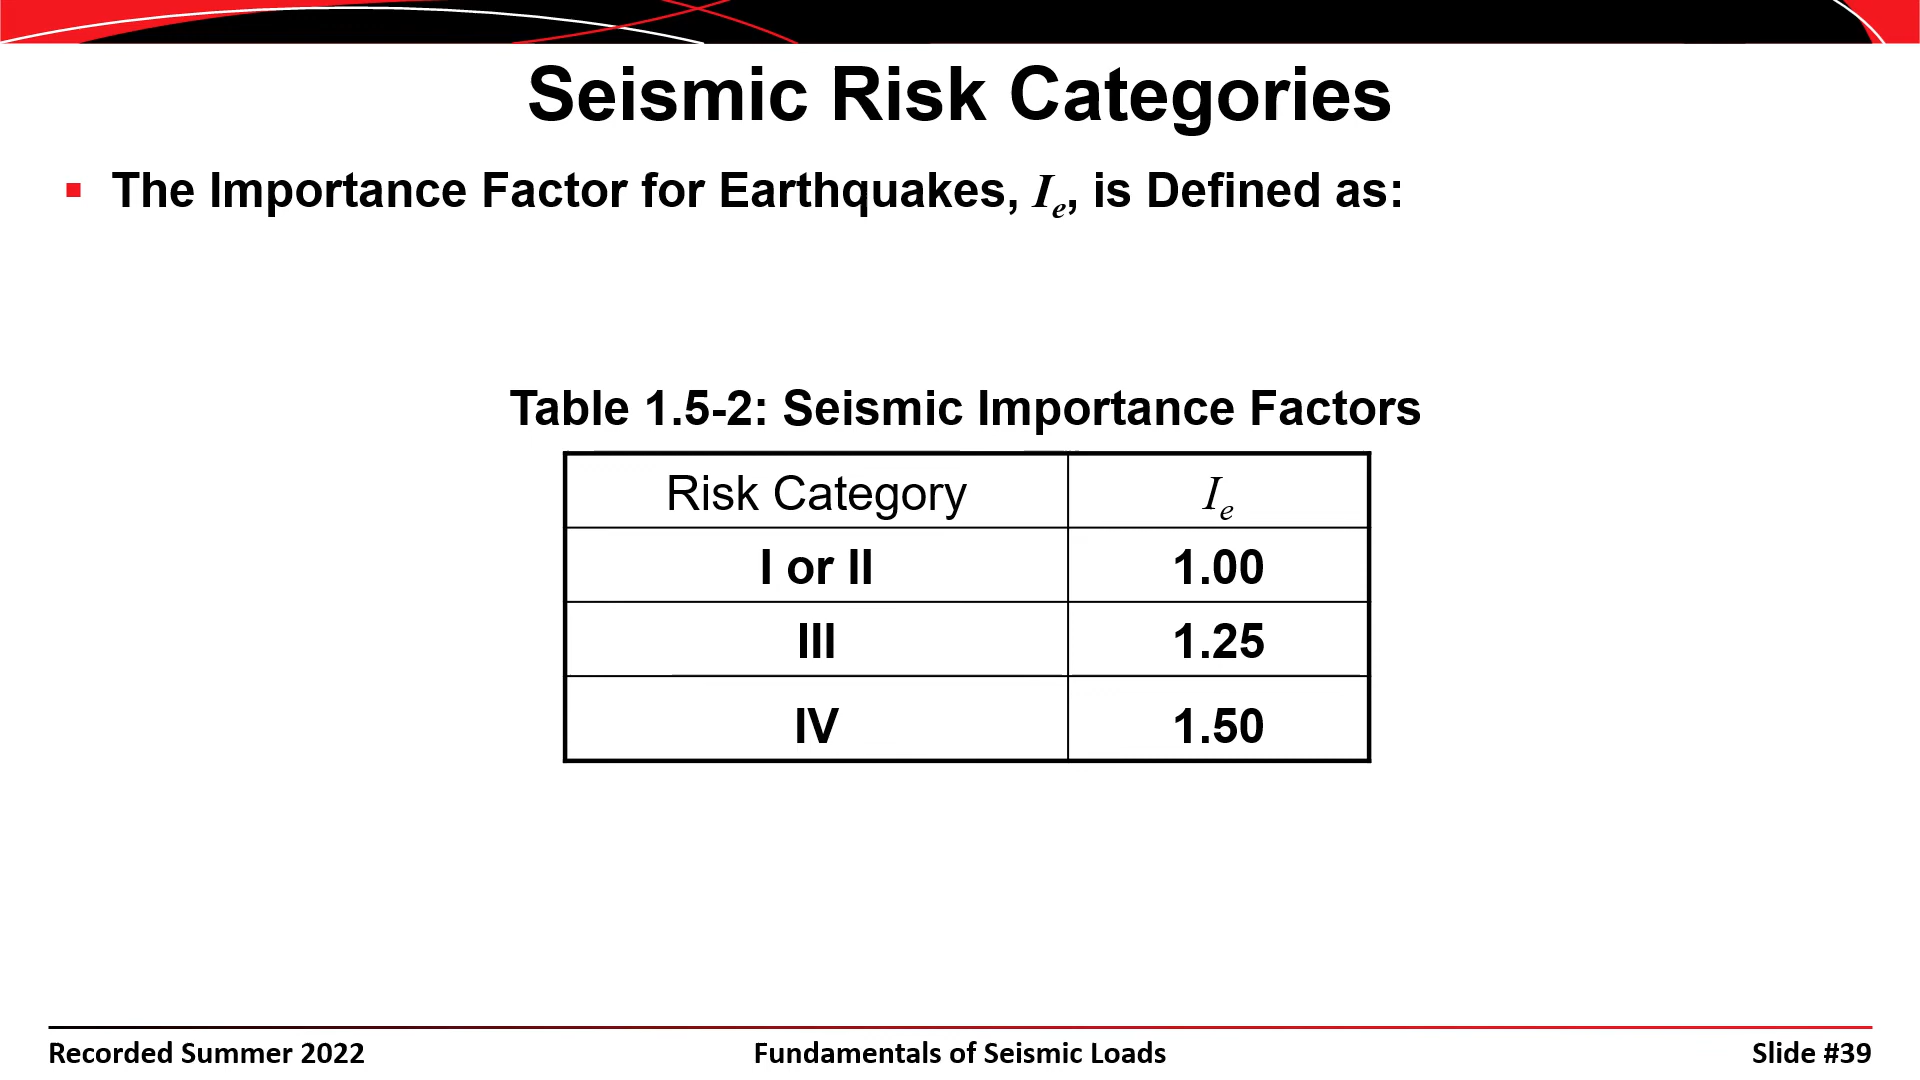 Seismic Risk Categories
▪ The Importance Factor for Earthquakes, Ie, is Defined as:
Table 1.5-2: Seismic Importance Factors
Risk Category Ie
I or II 1.00
III 1.25
IV 1.50
Recorded Summer 2022 Fundamentals of Seismic Loads Slide #39